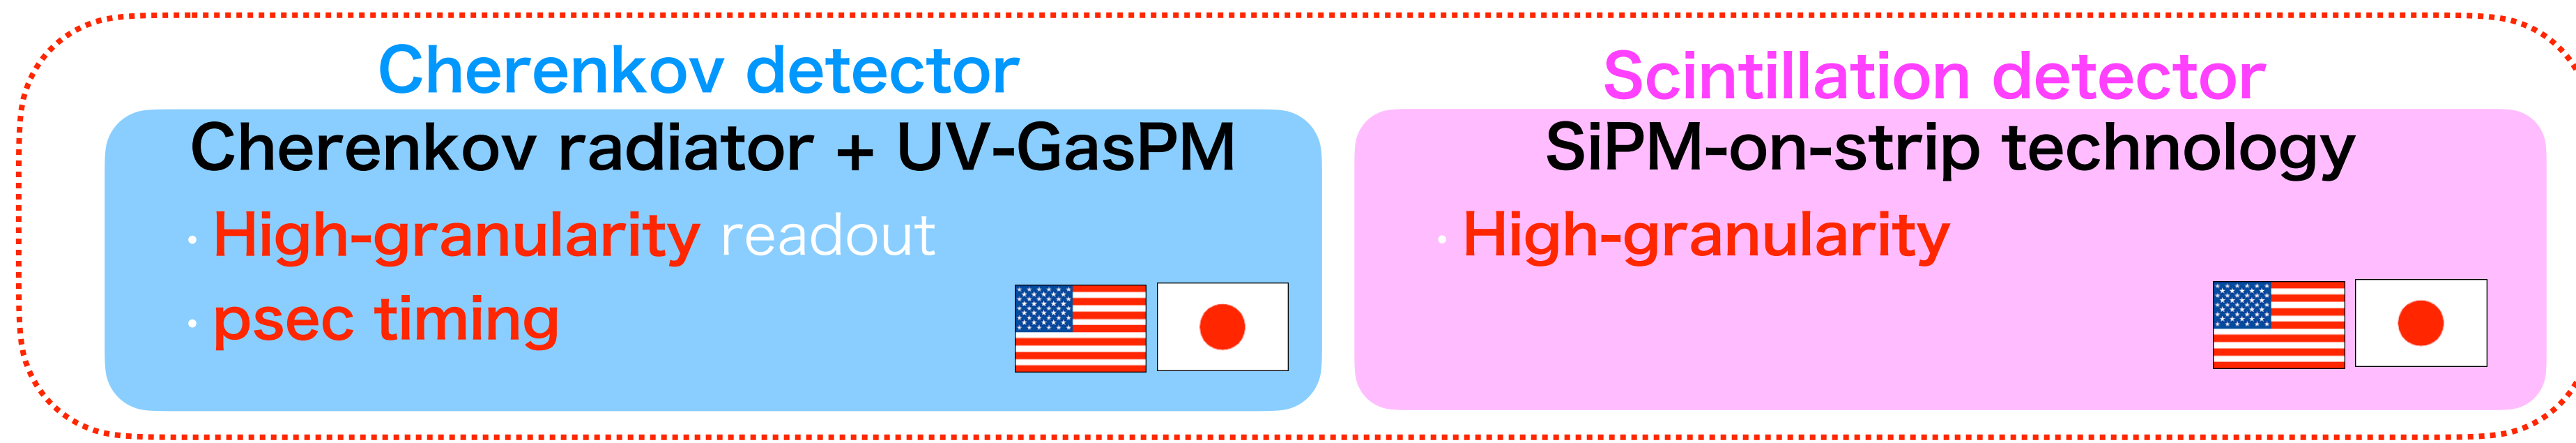 Cherenkov detector
Cherenkov radiator + UV-GasPM
· High-granularity readout
· psec timing
Scintillation detector
SiPM-on-strip technology
· High-granularity